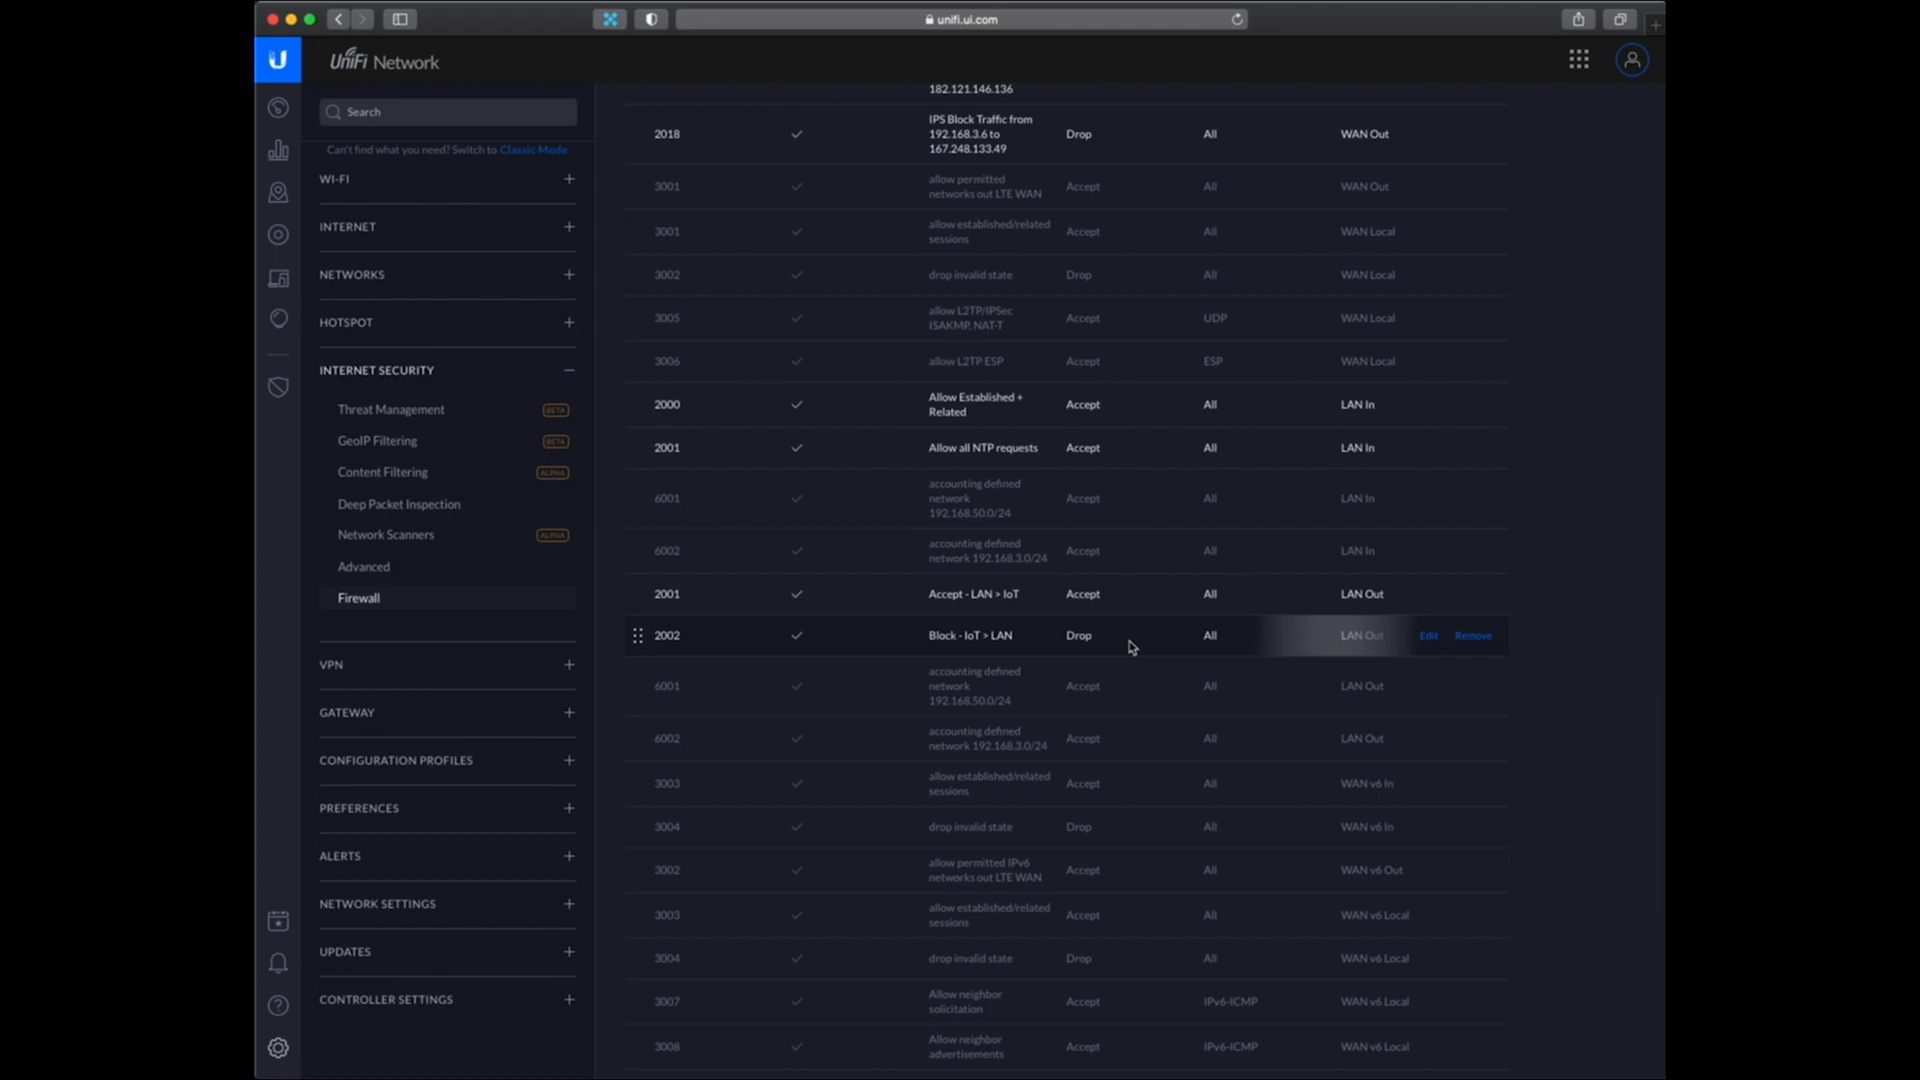 unifi.ui.com
U
UniFi Network
Search
Can't find what you need? Switch to Classic Mode
WI-FI
INTERNET
NETWORKS
HOTSPOT
INTERNET SECURITY
Threat Management BETA
GeoIP Filtering BETA
Content Filtering ALPHA
Deep Packet Inspection
Network Scanners ALPHA
Advanced
Firewall
VPN
GATEWAY
CONFIGURATION PROFILES
PREFERENCES
ALERTS
NETWORK SETTINGS
UPDATES
CONTROLLER SETTINGS
182.121.146.136
IPS Block Traffic from
2018 192.168.3.6 to Drop All WAN Out
167.248.133.49
allow permitted
3001 networks out LTE WAN Accept All WAN Out
allow established/related
3001 sessions Accept All WAN Local
3002 drop invalid state Drop All WAN Local
allow L2TP/IPSec
3005 ISAKMP, NAT-T Accept UDP WAN Local
3006 allow L2TP ESP Accept ESP WAN Local
Allow Established +
2000 Related Accept All LAN In
2001 Allow all NTP requests Accept All LAN In
accounting defined
6001 network Accept All LAN In
192.168.50.0/24
accounting defined
6002 network 192.168.3.0/24 Accept All LAN In
2001 Accept - LAN > IoT Accept All LAN Out
2002 Block - IoT > LAN Drop All LAN Out Edit Remove
accounting defined
6001 network Accept All LAN Out
192.168.50.0/24
accounting defined
6002 network 192.168.3.0/24 Accept All LAN Out
allow established/related
3003 sessions Accept All WAN v6 In
3004 drop invalid state Drop All WAN v6 In
allow permitted IPv6
3002 networks out LTE WAN Accept All WAN v6 Out
allow established/related
3003 sessions Accept All WAN v6 Local
3004 drop invalid state Drop All WAN v6 Local
Allow neighbor
3007 solicitation Accept IPv6-ICMP WAN v6 Local
Allow neighbor
3008 advertisements Accept IPv6-ICMP WAN v6 Local